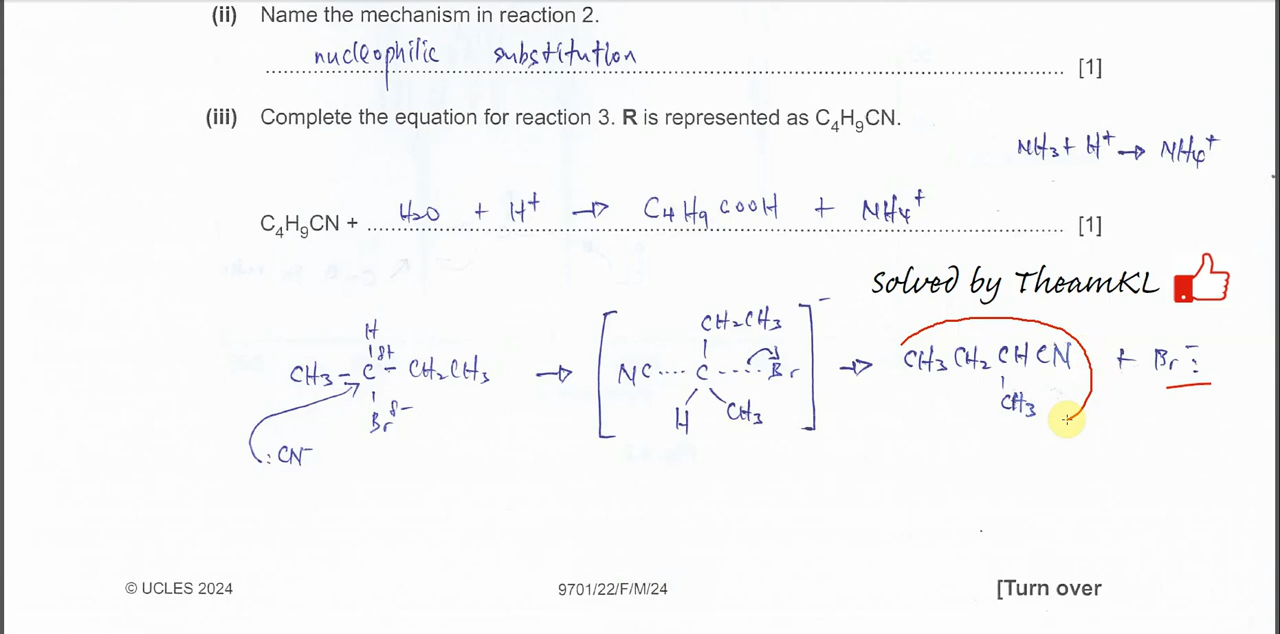 (ii) Name the mechanism in reaction 2.
nucleophilic substitution
[1]
(iii) Complete the equation for reaction 3. R is represented as C₄H₉CN.
NH₃ + H⁺ → NH₄⁺
C₄H₉CN + H₂O + H⁺ → C₄H₉COOH + NH₄⁺ [1]
Solved by TheamKL
H
δ+
CH₃ – C – CH₂CH₃
Br δ−
:CN⁻
→
CH₂CH₃
NC···· C ···· Br
H CH₃
−
→ CH₃CH₂CHCN + Br⁻:
CH₃
© UCLES 2024
9701/22/F/M/24
[Turn over